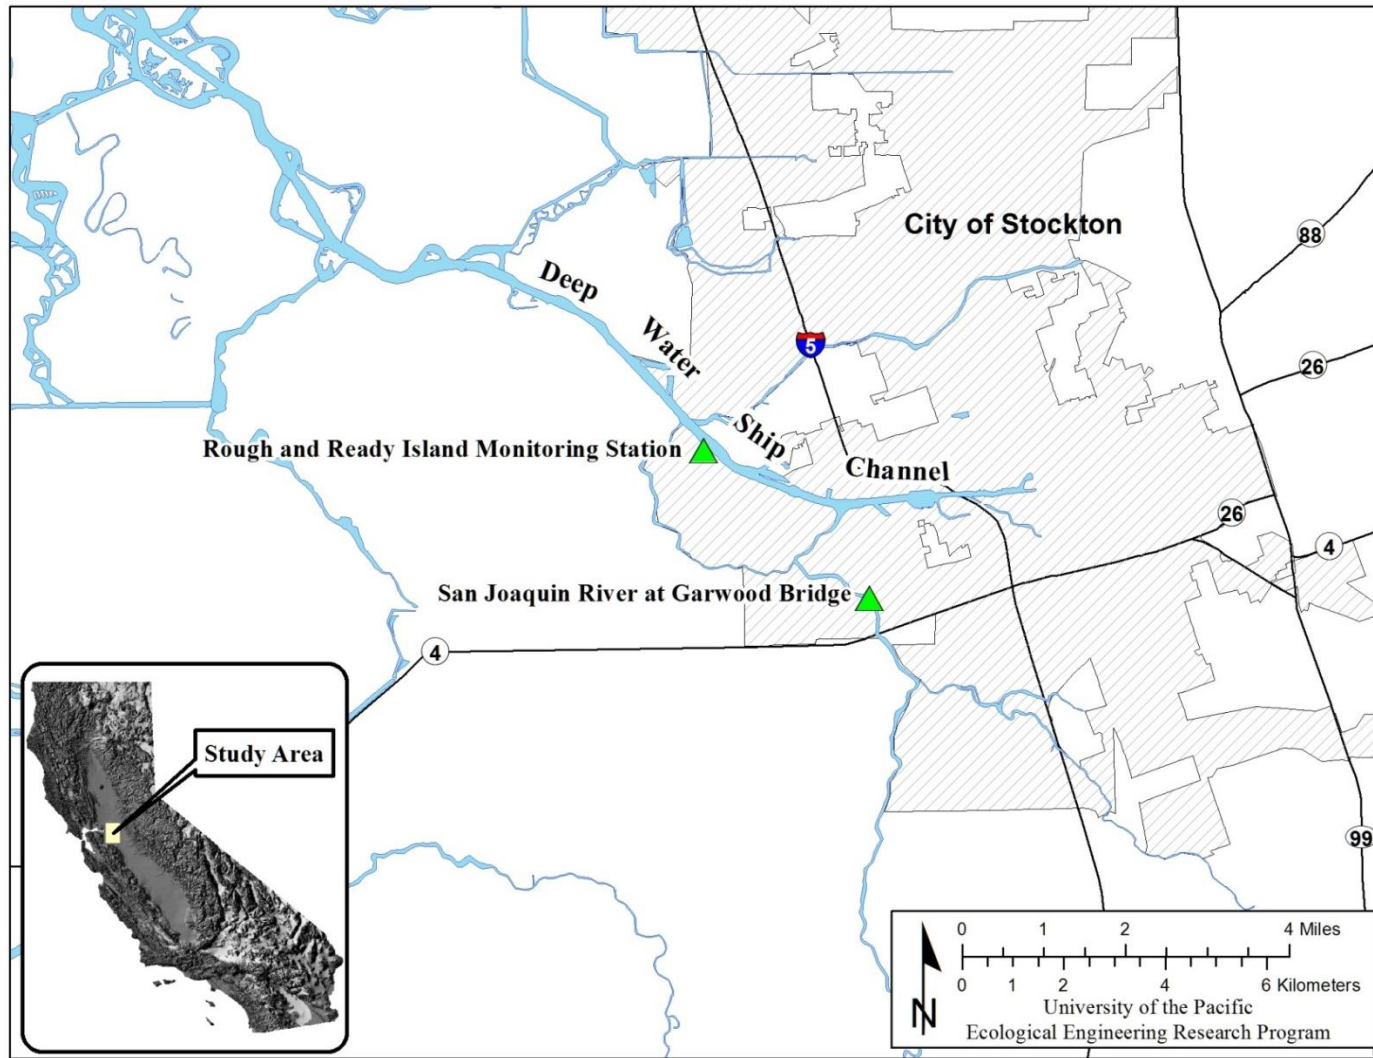 City of Stockton
88
Deep
Water
5
26
Ship
Rough and Ready Island Monitoring Station
Channel
26
4
San Joaquin River at Garwood Bridge
4
Study Area
99
0 1 2 4 Miles
0 1 2 4 6 Kilometers
N
University of the Pacific
Ecological Engineering Research Program